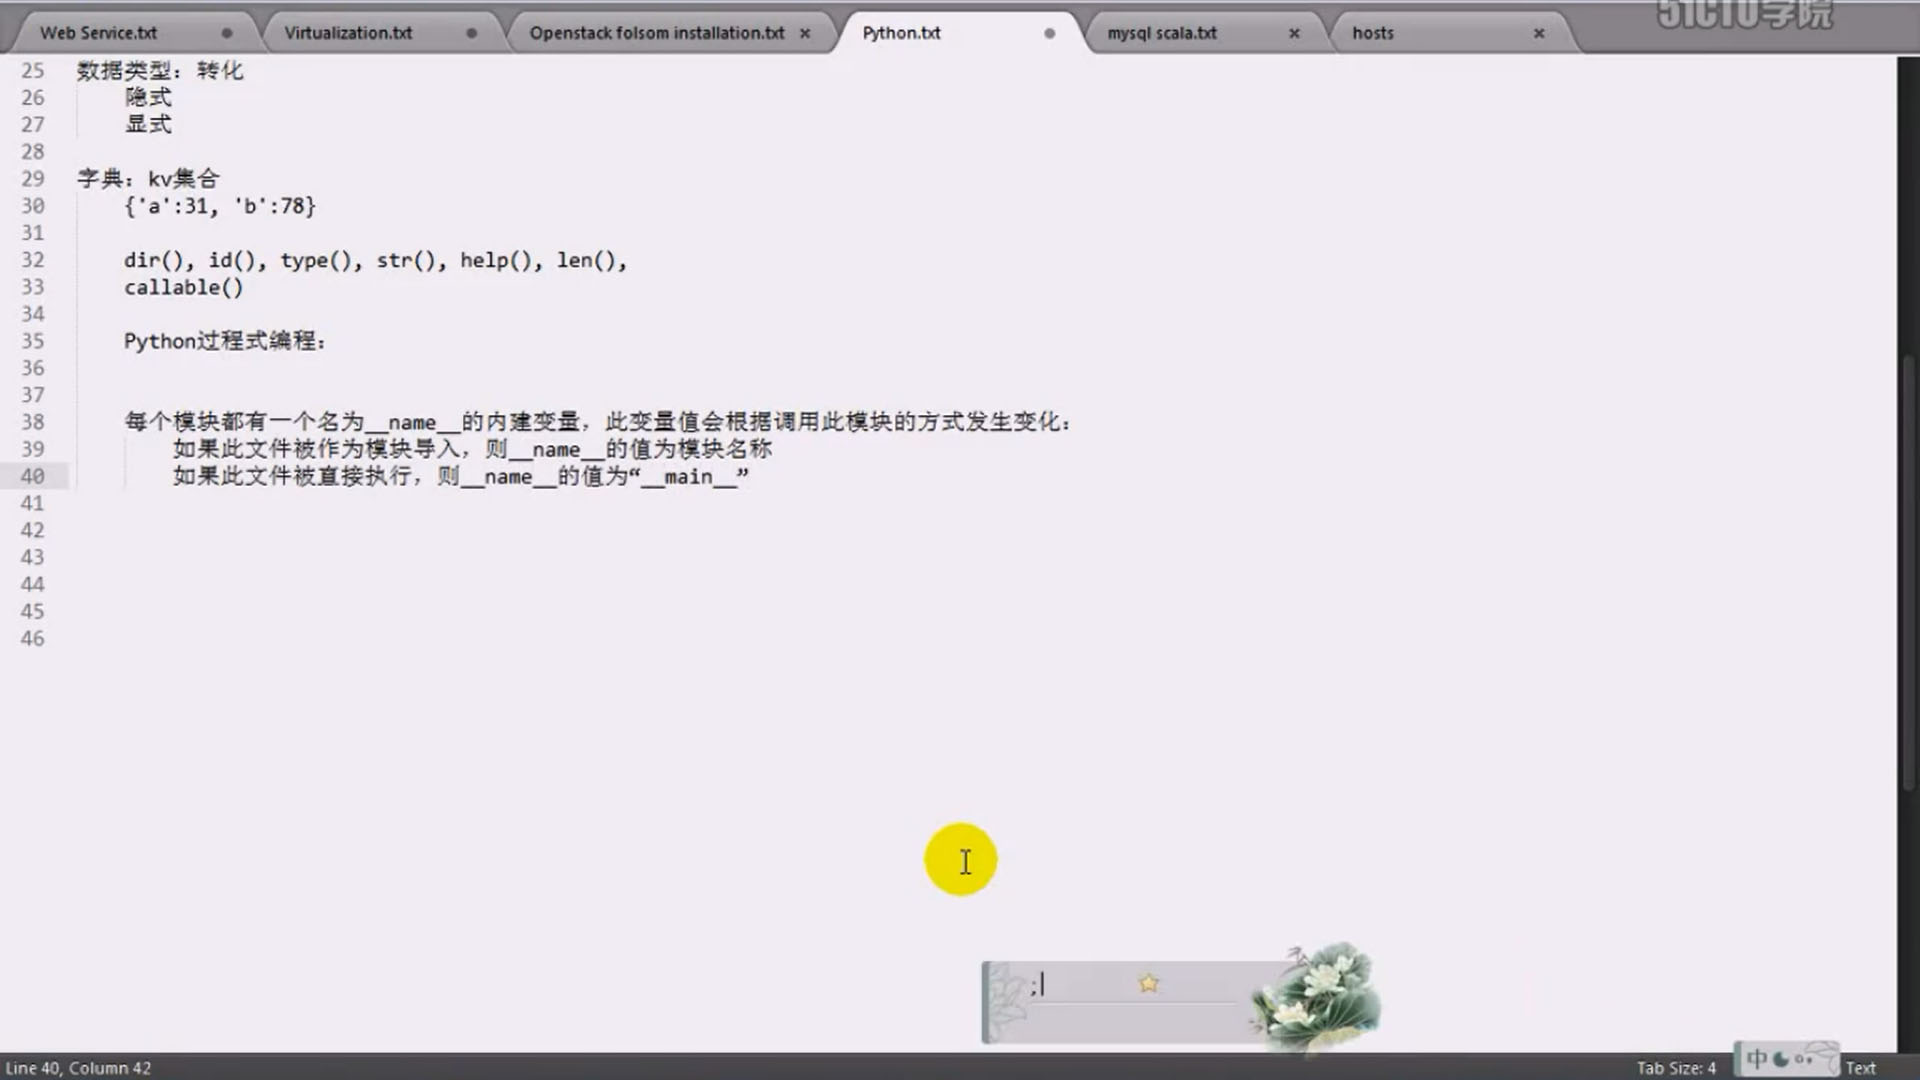 51CTO学院
Web Service.txt
Virtualization.txt
Openstack folsom installation.txt
Python.txt
mysql scala.txt
hosts
25 数据类型：转化
26 隐式
27 显式
28
29 字典：kv集合
30 {'a':31, 'b':78}
31
32 dir(), id(), type(), str(), help(), len(),
33 callable()
34
35 Python过程式编程：
36
37
38 每个模块都有一个名为__name__的内建变量，此变量值会根据调用此模块的方式发生变化：
39 如果此文件被作为模块导入，则__name__的值为模块名称
40 如果此文件被直接执行，则__name__的值为“__main__”
41
42
43
44
45
46
;
Line 40, Column 42
Tab Size: 4
中
Text